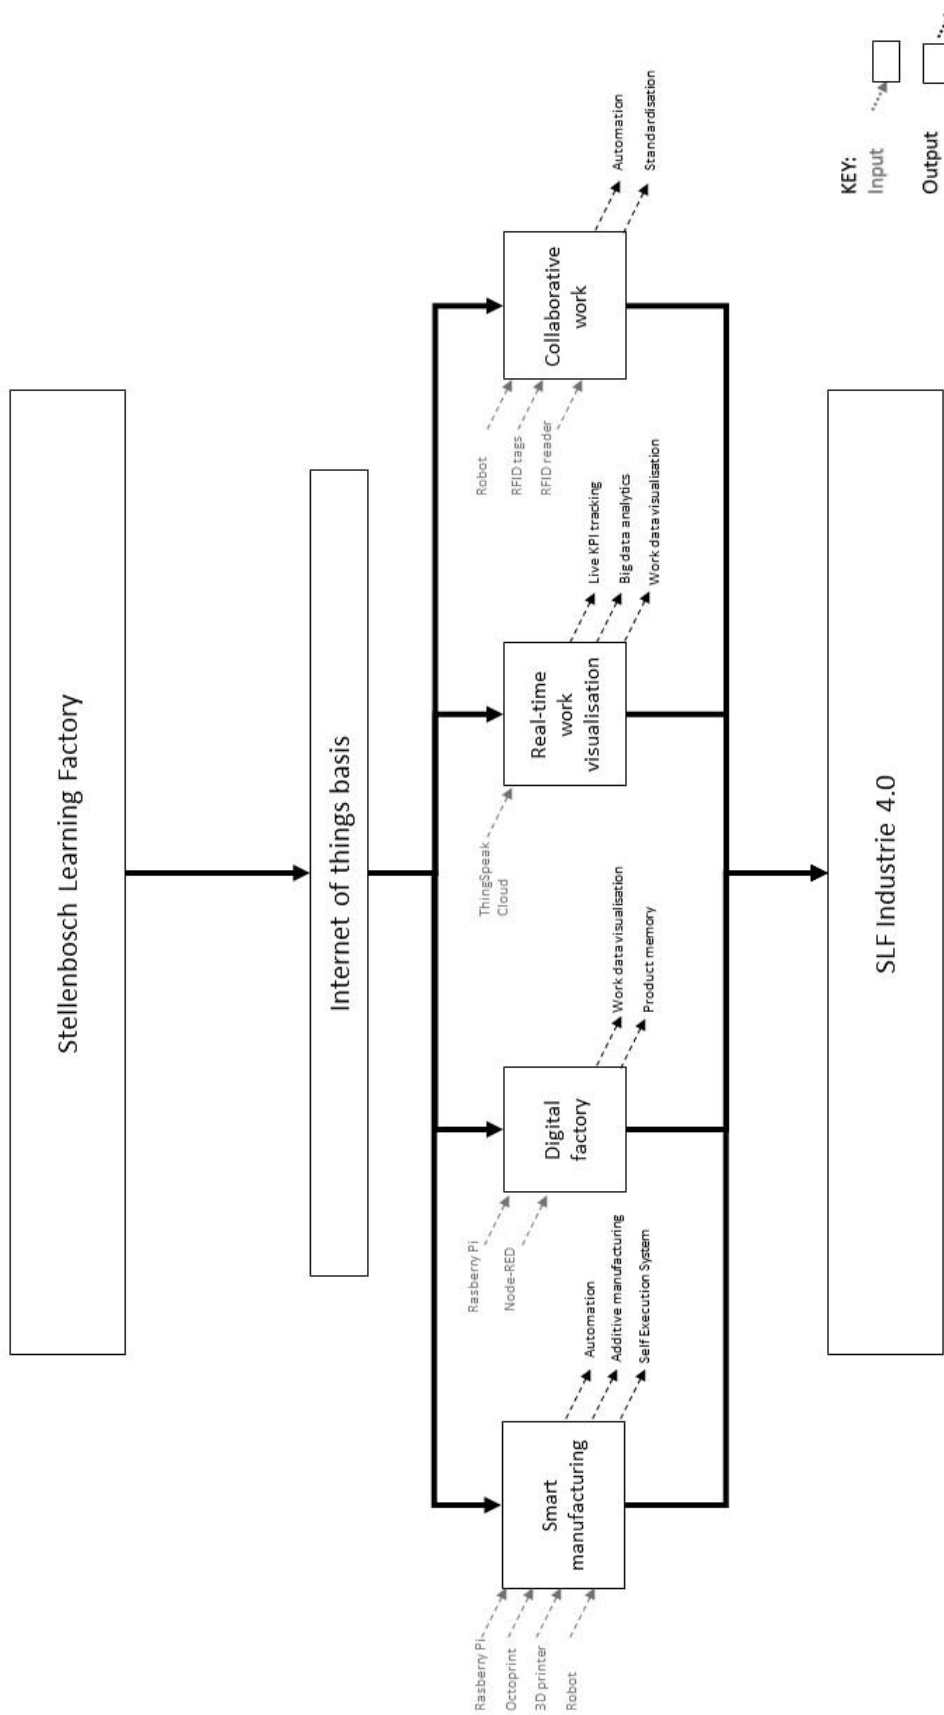 Stellenbosch Learning Factory
Internet of things basis
Rasberry Pi
Octoprint
3D printer
Robot
Smart
manufacturing
Automation
Additive manufacturing
Self Execution System
Rasberry Pi
Node-RED
Digital
factory
Work data visualisation
Product memory
ThingSpeak
Cloud
Real-time
work
visualisation
Live KPI tracking
Big data analytics
Work data visualisation
Robot
RFID tags
RFID reader
Collaborative
work
Automation
Standardisation
SLF Industrie 4.0
KEY:
Input
Output